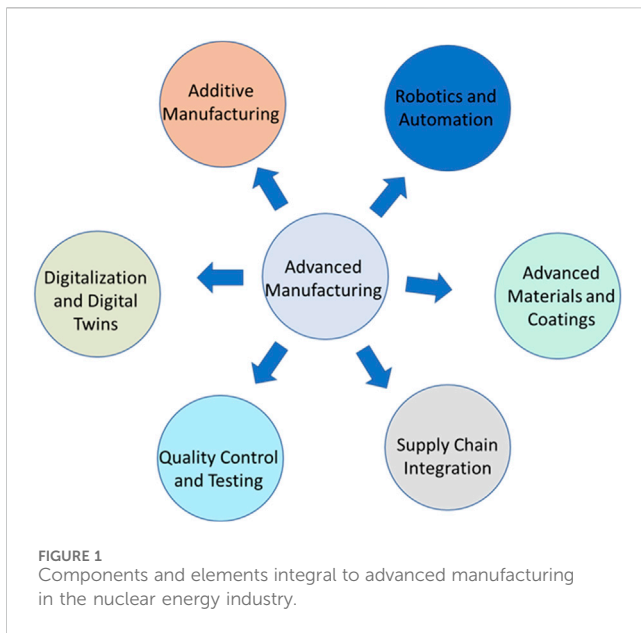 Additive
Manufacturing
Robotics and
Automation
Digitalization
and Digital
Twins
Advanced
Manufacturing
Advanced
Materials and
Coatings
Quality Control
and Testing
Supply Chain
Integration
FIGURE 1
Components and elements integral to advanced manufacturing
in the nuclear energy industry.